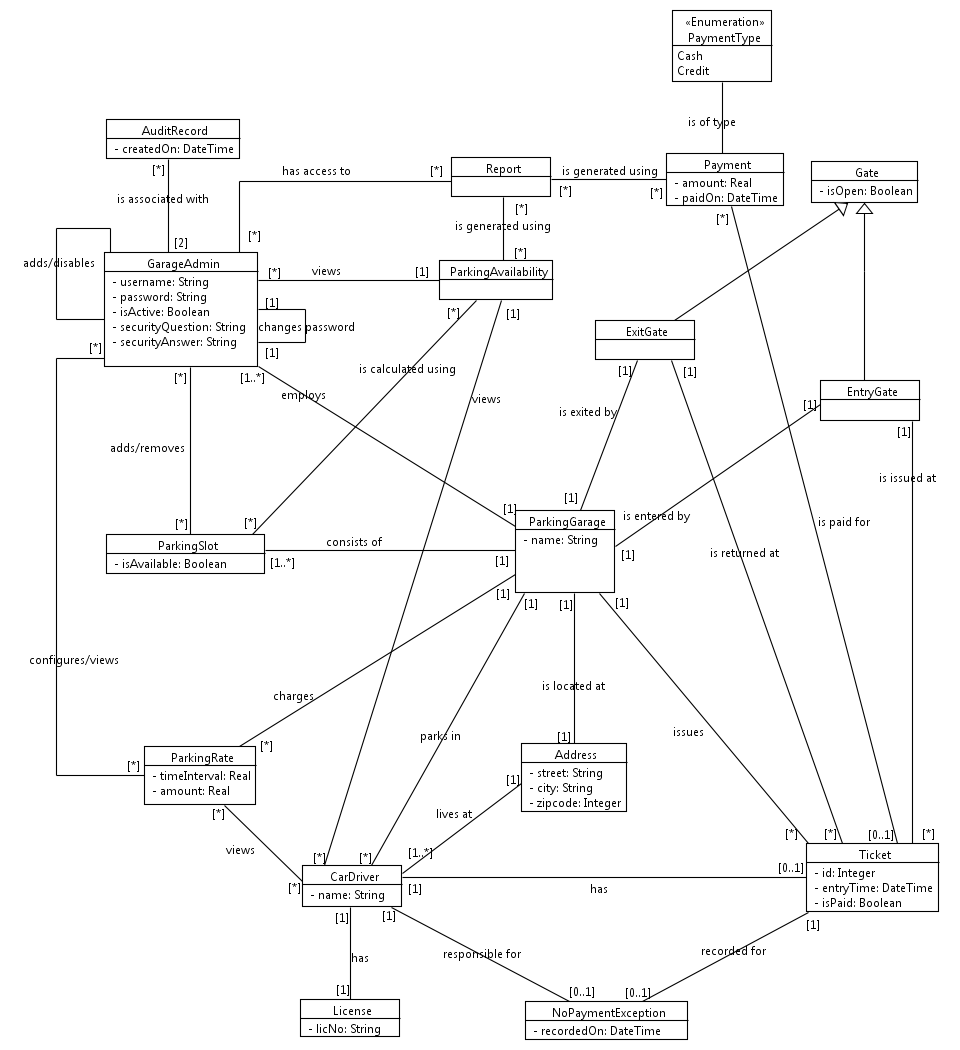 «Enumeration»
PaymentType
Cash
Credit
is of type
AuditRecord
- createdOn: DateTime
[*]
is associated with
[2]
has access to
[*]
[*]
Report
is generated using
[*]
[*]
Payment
- amount: Real
- paidOn: DateTime
[*]
Gate
- isOpen: Boolean
[*]
is generated using
[*]
adds/disables
GarageAdmin
- username: String
- password: String
- isActive: Boolean
- securityQuestion: String
- securityAnswer: String
[*]
views
[1]
ParkingAvailability
[1]
changes password
[1]
[*]
[1]
ExitGate
[1]
[1]
[*]
[*]
[1..*]
employs
is calculated using
views
is exited by
EntryGate
[1]
[1]
adds/removes
is issued at
[*]
[*]
[1]
[1]
ParkingGarage
- name: String
is entered by
[1]
is paid for
is returned at
ParkingSlot
- isAvailable: Boolean
[1..*]
consists of
[1]
[1]
[1]
[1]
[1]
configures/views
charges
is located at
parks in
issues
[*]
[*]
ParkingRate
- timeInterval: Real
- amount: Real
[*]
[1]
Address
- street: String
- city: String
- zipcode: Integer
[1]
lives at
views
[*]
[*]
[*]
[1..*]
CarDriver
- name: String
[1]
has
[0..1]
[*]
[*]
[0..1]
[*]
Ticket
- id: Integer
- entryTime: DateTime
- isPaid: Boolean
[1]
[1]
[1]
has
responsible for
recorded for
[1]
License
- licNo: String
[0..1]
[0..1]
NoPaymentException
- recordedOn: DateTime